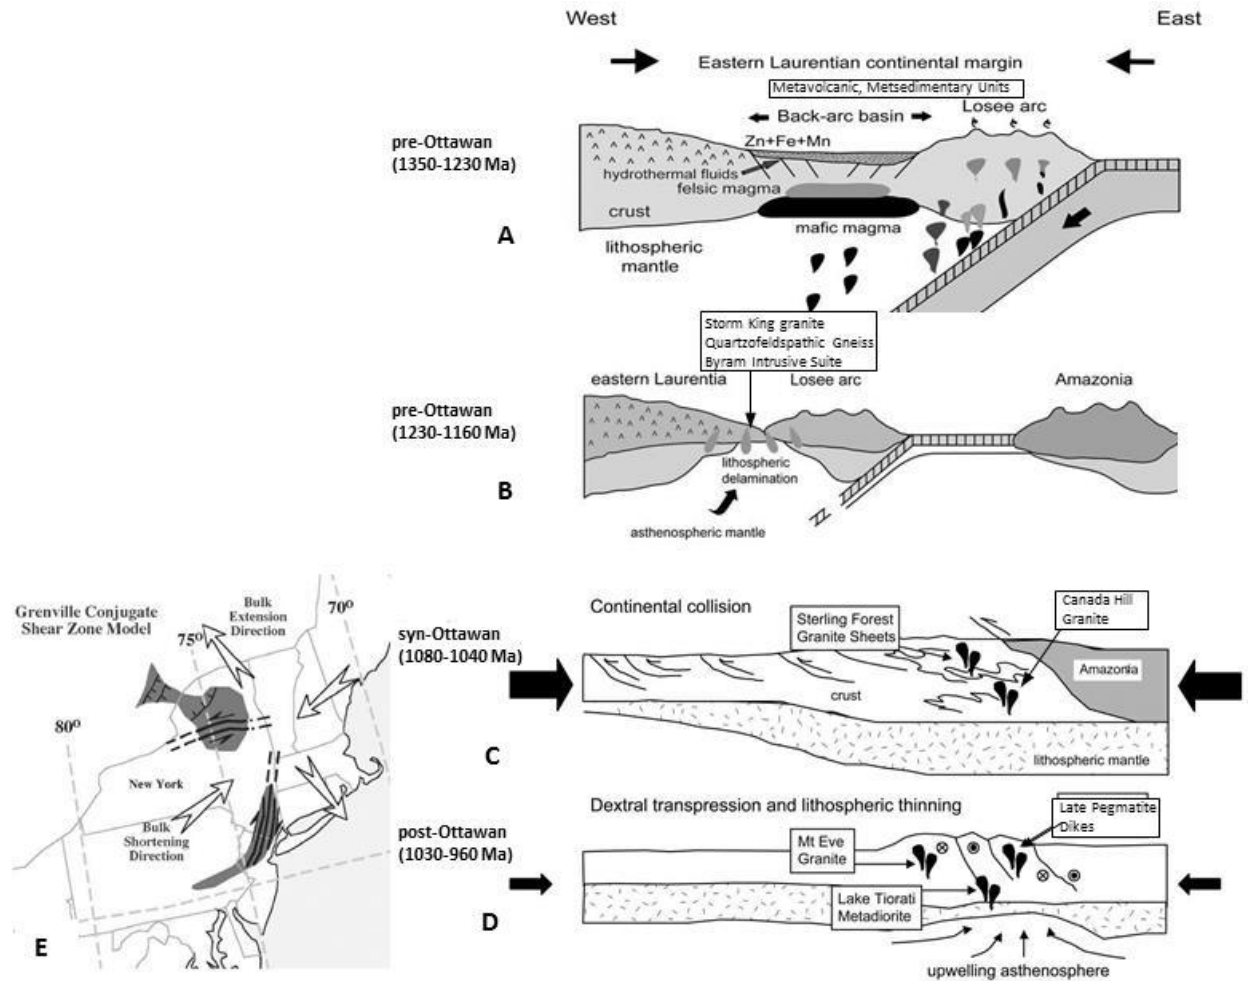 West
East
Eastern Laurentian continental margin
Metavolcanic, Metsedimentary Units
Back-arc basin
Losee arc
Zn+Fe+Mn
pre-Ottawan
(1350-1230 Ma)
hydrothermal fluids
felsic magma
crust
mafic magma
A
lithospheric
mantle
Storm King granite
Quartzofeldspathic Gneiss
Byram Intrusive Suite
eastern Laurentia
Losee arc
Amazonia
pre-Ottawan
(1230-1160 Ma)
lithospheric
delamination
B
asthenospheric mantle
Grenville Conjugate
Shear Zone Model
Bulk
Extension
Direction
70º
75º
80º
New York
Bulk
Shortening
Direction
E
syn-Ottawan
(1080-1040 Ma)
Continental collision
Sterling Forest
Granite Sheets
Canada Hill
Granite
Amazonia
crust
C
lithospheric mantle
Dextral transpression and lithospheric thinning
post-Ottawan
(1030-960 Ma)
Mt Eve
Granite
Late Pegmatite
Dikes
Lake Tiorati
Metadiorite
D
upwelling asthenosphere